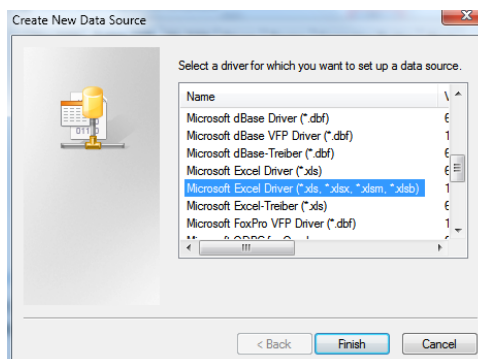 Create New Data Source
Select a driver for which you want to set up a data source.
Name
Microsoft dBase Driver (*.dbf)
Microsoft dBase VFP Driver (*.dbf)
Microsoft dBase-Treiber (*.dbf)
Microsoft Excel Driver (*.xls)
Microsoft Excel Driver (*.xls, *.xlsx, *.xlsm, *.xlsb)
Microsoft Excel-Treiber (*.xls)
Microsoft FoxPro VFP Driver (*.dbf)
< Back
Finish
Cancel